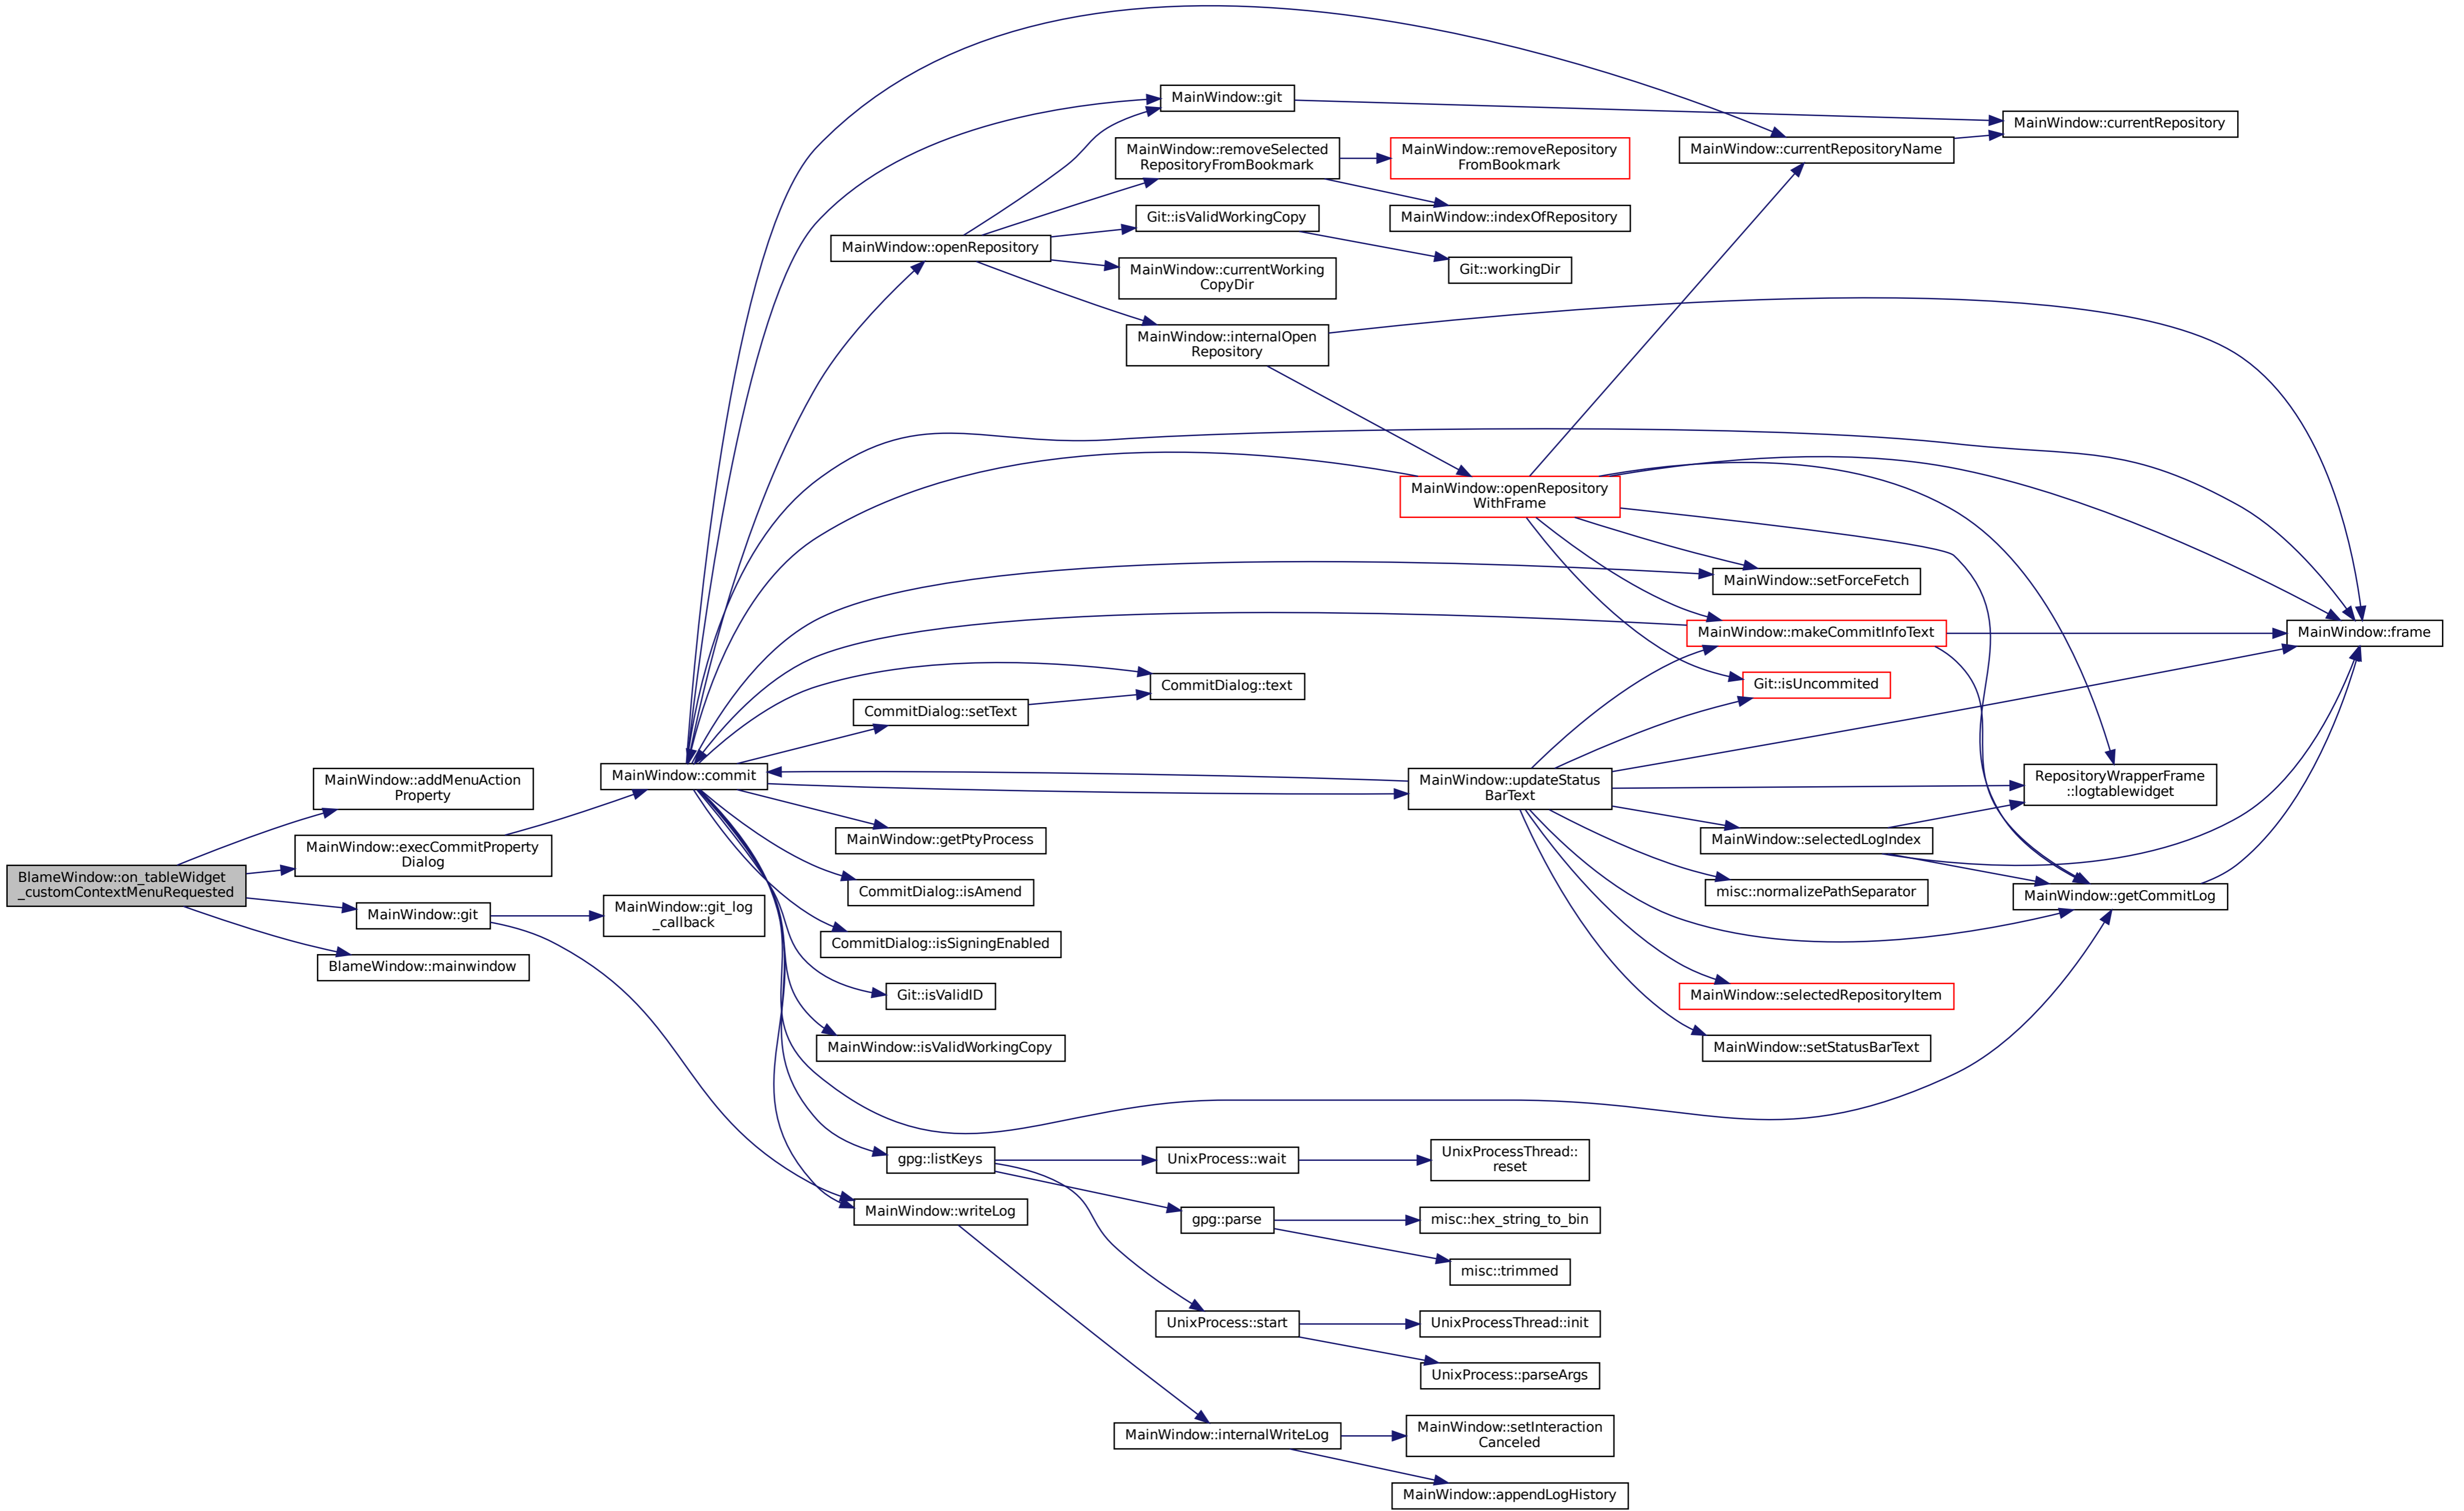 BlameWindow::on_tableWidget
_customContextMenuRequested
MainWindow::addMenuAction
Property
MainWindow::execCommitProperty
Dialog
MainWindow::git
BlameWindow::mainwindow
MainWindow::commit
MainWindow::git_log
_callback
MainWindow::openRepository
CommitDialog::setText
MainWindow::getPtyProcess
CommitDialog::isAmend
CommitDialog::isSigningEnabled
Git::isValidID
MainWindow::isValidWorkingCopy
gpg::listKeys
MainWindow::writeLog
MainWindow::git
MainWindow::removeSelected
RepositoryFromBookmark
Git::isValidWorkingCopy
MainWindow::currentWorking
CopyDir
MainWindow::internalOpen
Repository
CommitDialog::text
UnixProcess::wait
gpg::parse
UnixProcess::start
MainWindow::internalWriteLog
MainWindow::removeRepository
FromBookmark
MainWindow::indexOfRepository
Git::workingDir
MainWindow::openRepository
WithFrame
MainWindow::updateStatus
BarText
UnixProcessThread::
reset
misc::hex_string_to_bin
misc::trimmed
UnixProcessThread::init
UnixProcess::parseArgs
MainWindow::setInteraction
Canceled
MainWindow::appendLogHistory
MainWindow::currentRepositoryName
MainWindow::setForceFetch
MainWindow::makeCommitInfoText
Git::isUncommited
MainWindow::selectedLogIndex
misc::normalizePathSeparator
MainWindow::selectedRepositoryItem
MainWindow::setStatusBarText
MainWindow::currentRepository
RepositoryWrapperFrame
::logtablewidget
MainWindow::getCommitLog
MainWindow::frame